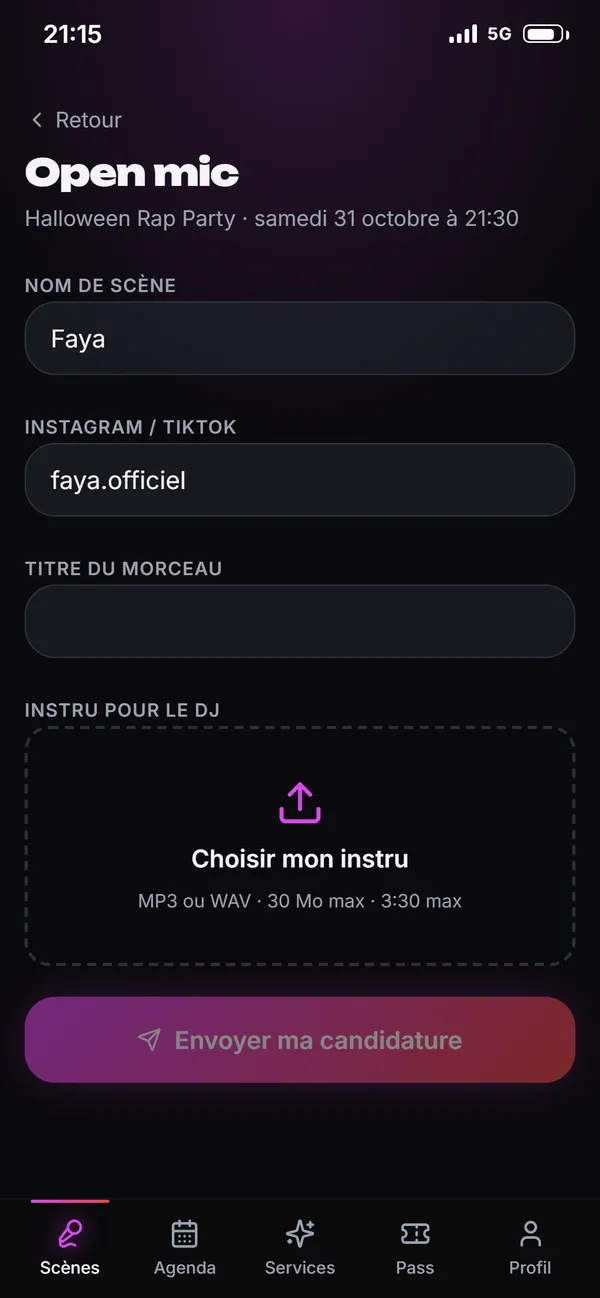 21:15
5G
Retour
Open mic
Halloween Rap Party · samedi 31 octobre à 21:30
NOM DE SCÈNE
Faya
INSTAGRAM / TIKTOK
faya.officiel
TITRE DU MORCEAU
INSTRU POUR LE DJ
Choisir mon instru
MP3 ou WAV · 30 Mo max · 3:30 max
Envoyer ma candidature
Scènes
Agenda
Services
Pass
Profil